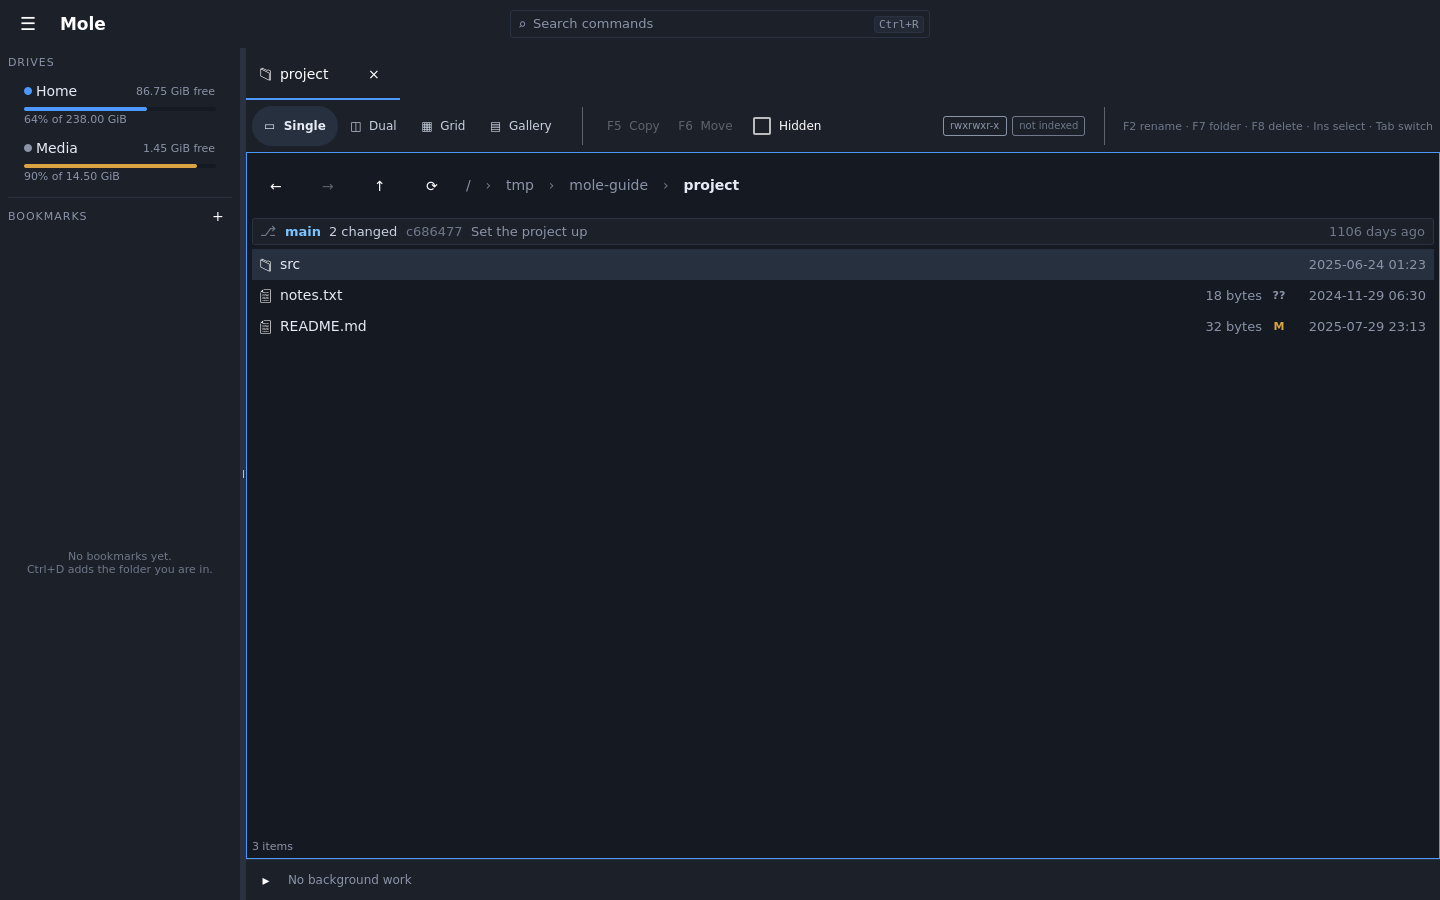 Mole
Search commands
Ctrl+R
DRIVES
Home 86.75 GiB free
64% of 238.00 GiB
Media 1.45 GiB free
90% of 14.50 GiB
BOOKMARKS +
No bookmarks yet.
Ctrl+D adds the folder you are in.
project ×
Single Dual Grid Gallery F5 Copy F6 Move Hidden rwxrwxr-x not indexed F2 rename · F7 folder · F8 delete · Ins select · Tab switch
← → ↑ ⟳ / › tmp › mole-guide › project
main 2 changed c686477 Set the project up 1106 days ago
src 2025-06-24 01:23
notes.txt 18 bytes ?? 2024-11-29 06:30
README.md 32 bytes M 2025-07-29 23:13
3 items
No background work